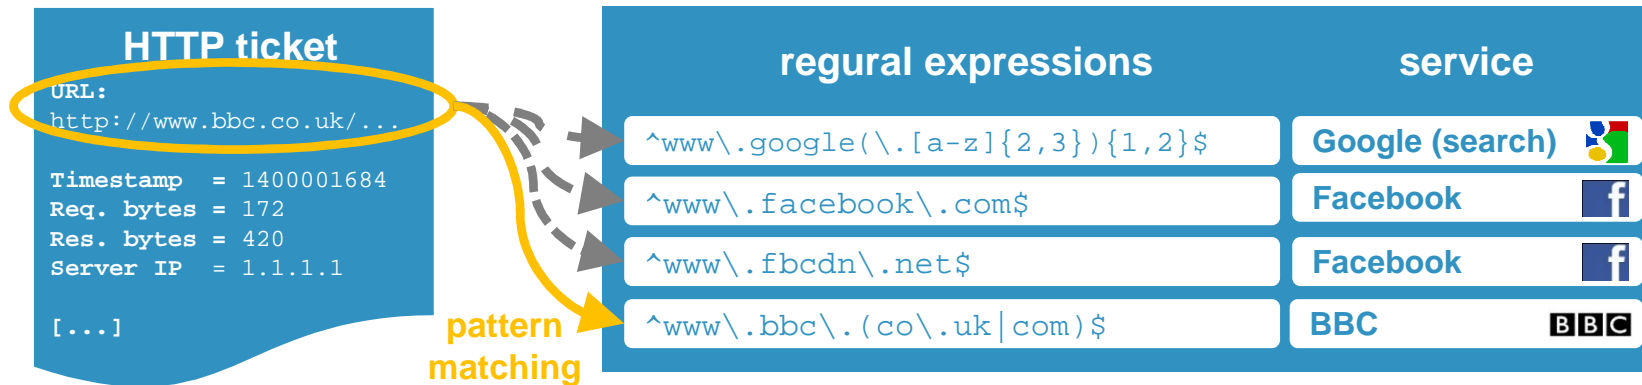 HTTP ticket
URL:
http://www.bbc.co.uk/...
Timestamp = 1400001684
Req. bytes = 172
Res. bytes = 420
Server IP = 1.1.1.1
[...]
pattern
matching
regural expressions service
^www\.google(\.[a-z]{2,3}){1,2}$ Google (search)
^www\.facebook\.com$ Facebook f
^www\.fbcdn\.net$ Facebook f
^www\.bbc\.(co\.uk|com)$ BBC BBC